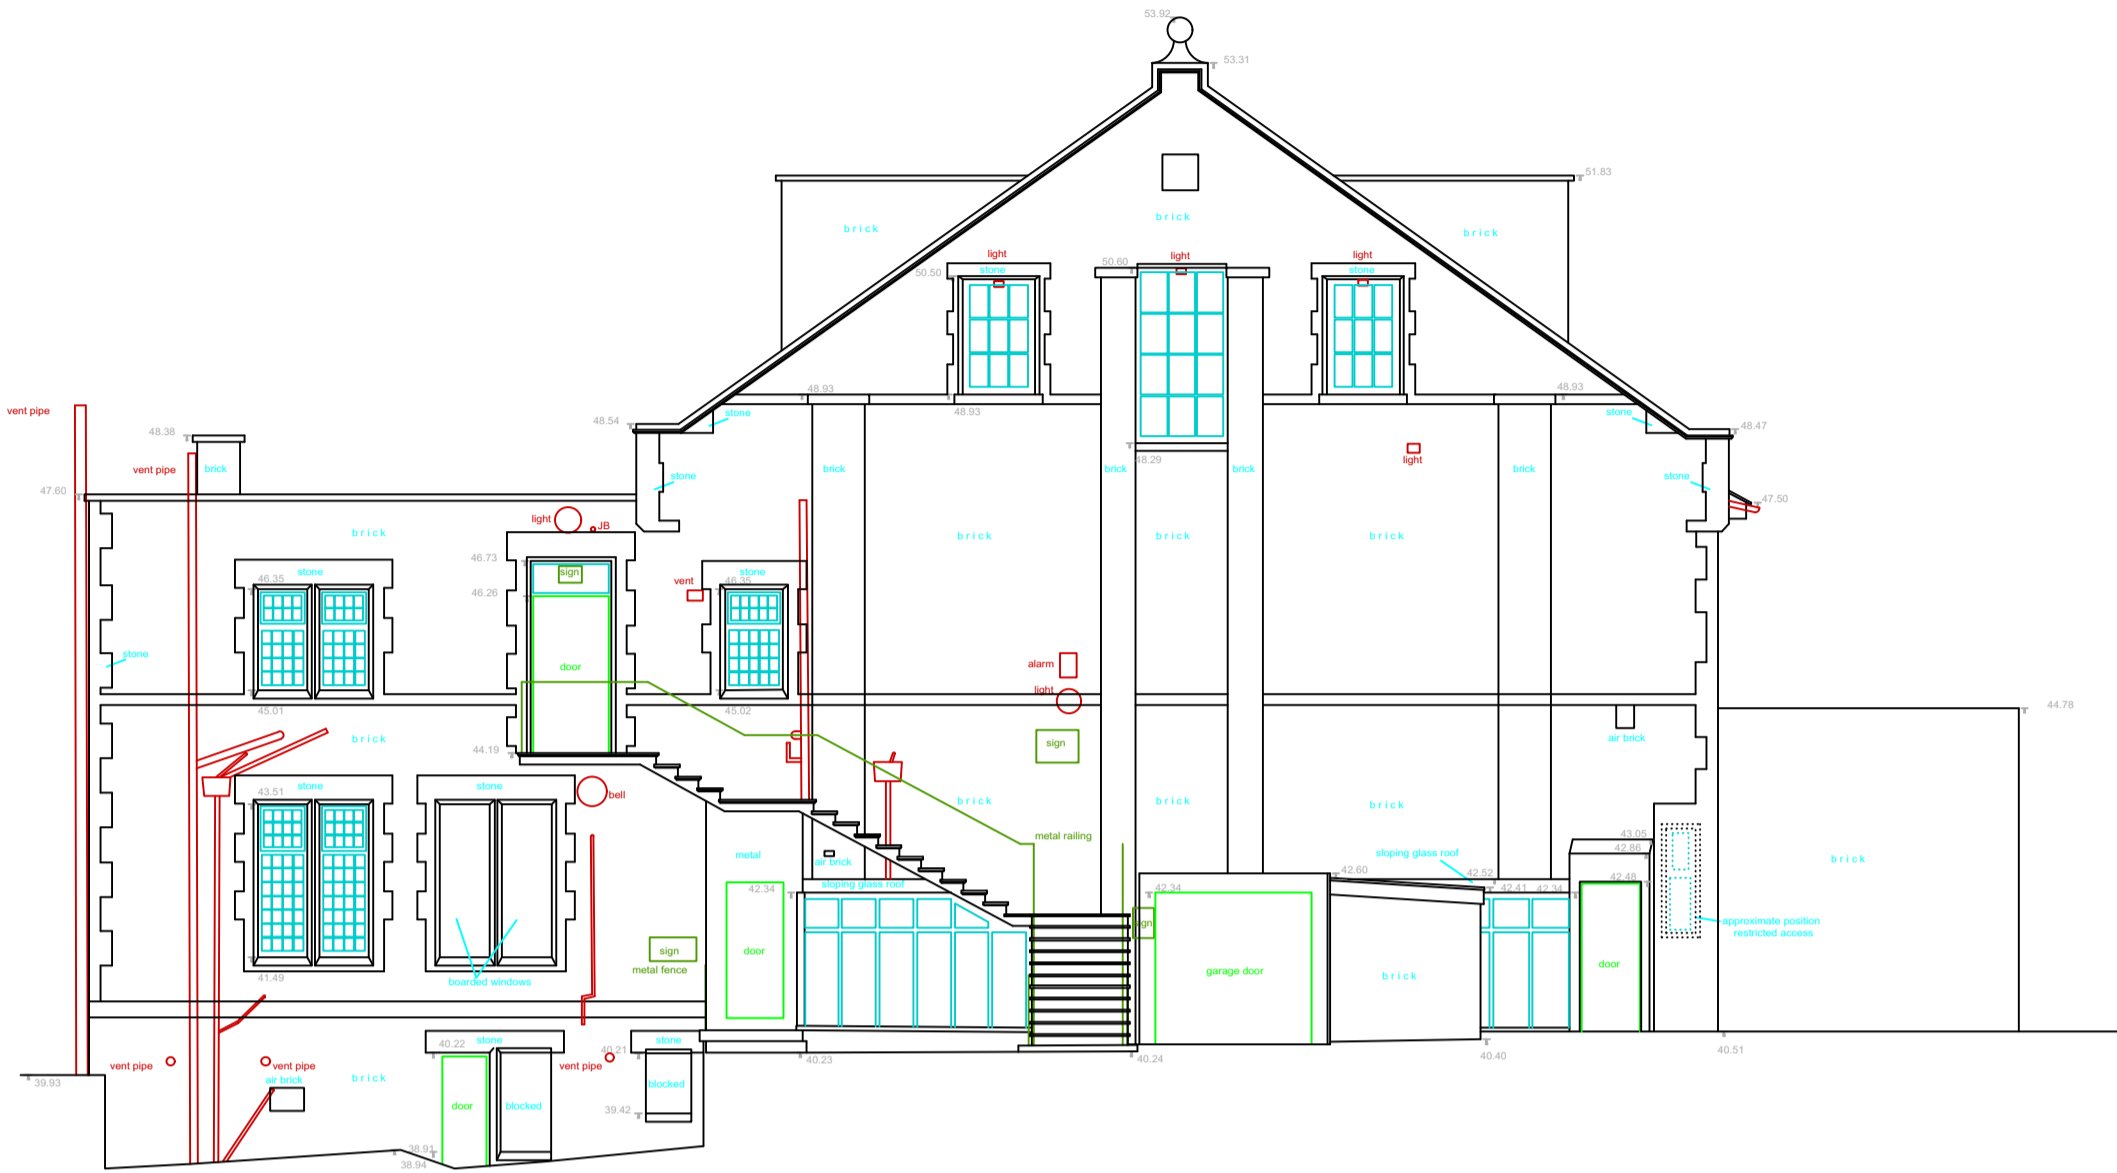 53.92
53.31
51.83
brick
brick
brick
light
light
light
50.50
stone
50.60
stone
48.93
48.93
48.93
vent pipe
48.54
stone
stone
48.47
48.38
48.29
light
vent pipe
brick
brick
brick
brick
brick
stone
stone
47.60
47.50
light
JB
brick
brick
brick
brick
46.73
sign
stone
stone
46.35
vent
46.35
46.26
stone
door
alarm
light
45.01
45.02
44.78
brick
sign
air brick
44.19
stone
stone
43.51
bell
brick
brick
brick
metal railing
43.05
42.86
metal
air brick
sloping glass roof
brick
42.60
42.52
sloping glass roof
42.34
42.34
42.41
42.34
42.48
sign
approximate position
restricted access
sign
door
door
metal fence
garage door
brick
41.49
boarded windows
40.22
stone
40.21
stone
40.23
40.24
40.40
40.51
vent pipe
vent pipe
vent pipe
39.93
air brick
brick
blocked
door
blocked
39.42
38.91
38.94